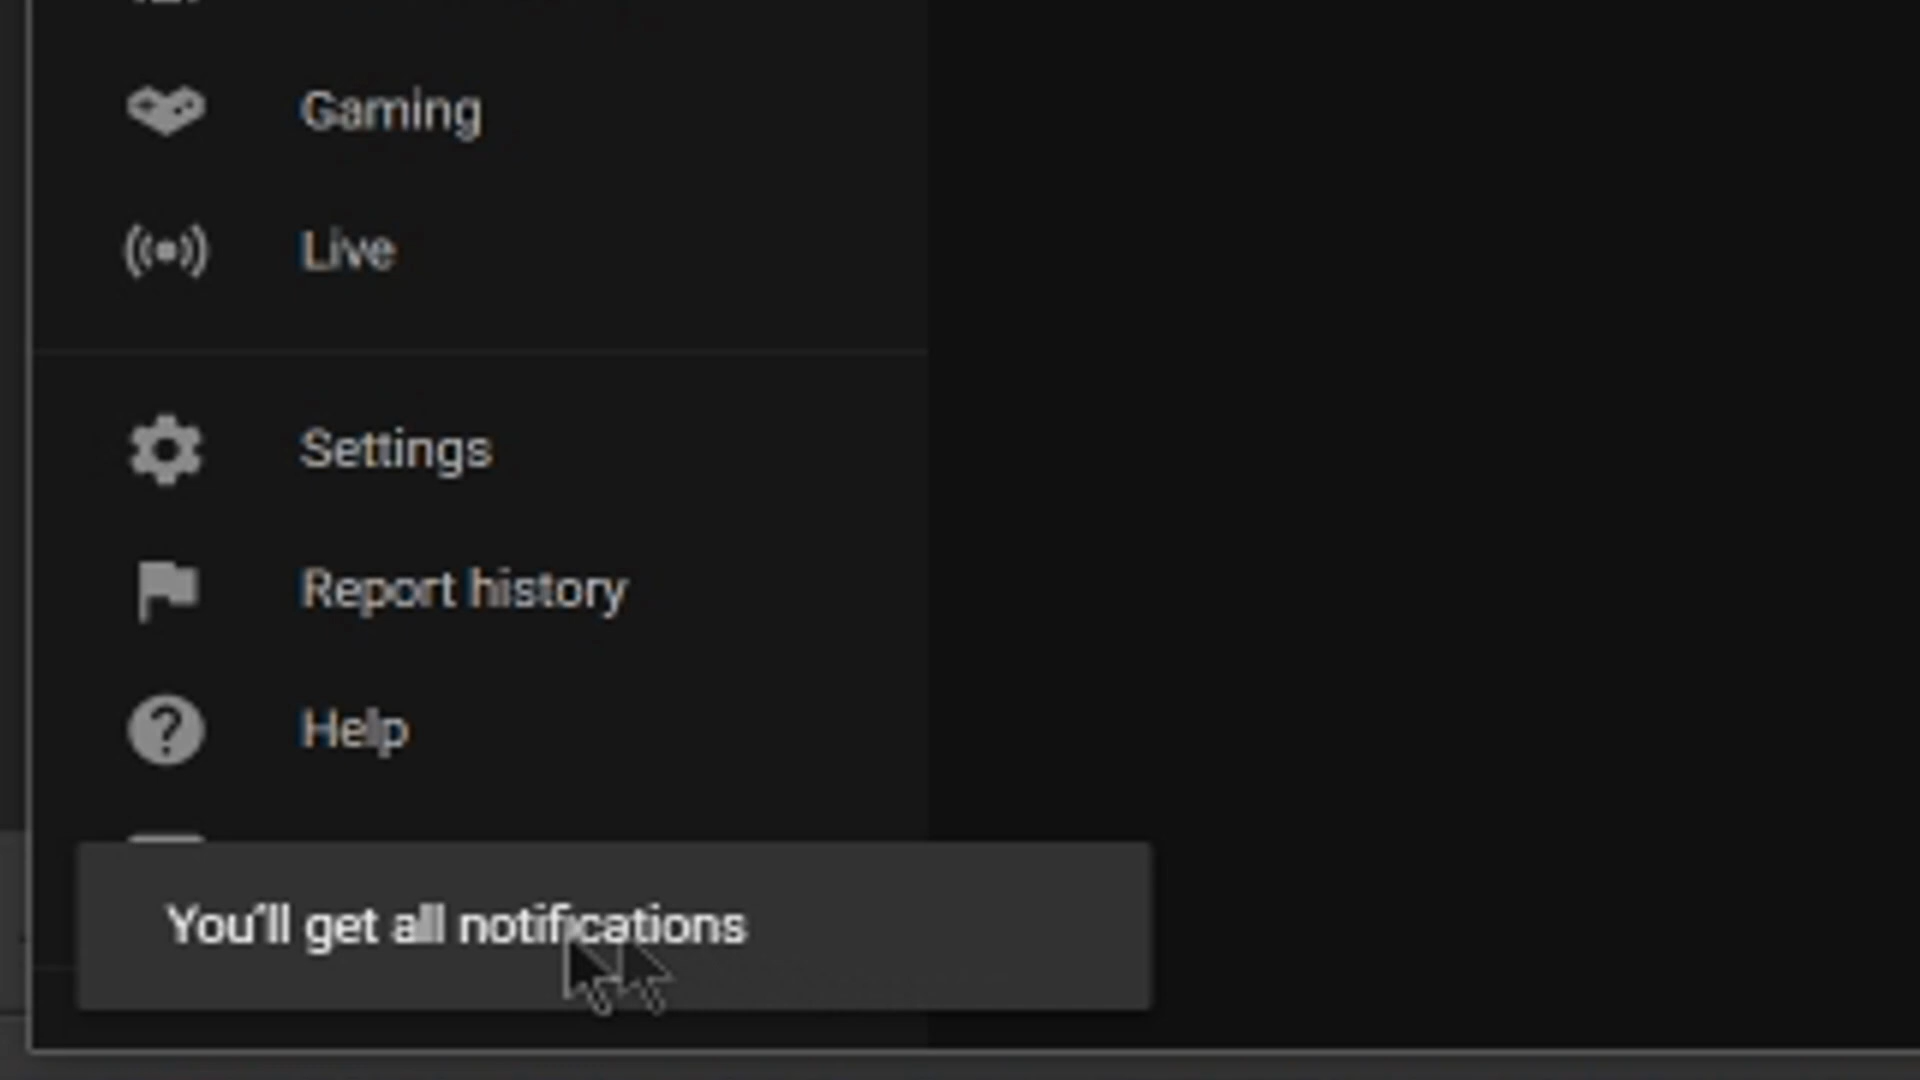 Gaming
Live
Settings
Report history
Help
You'll get all notifications